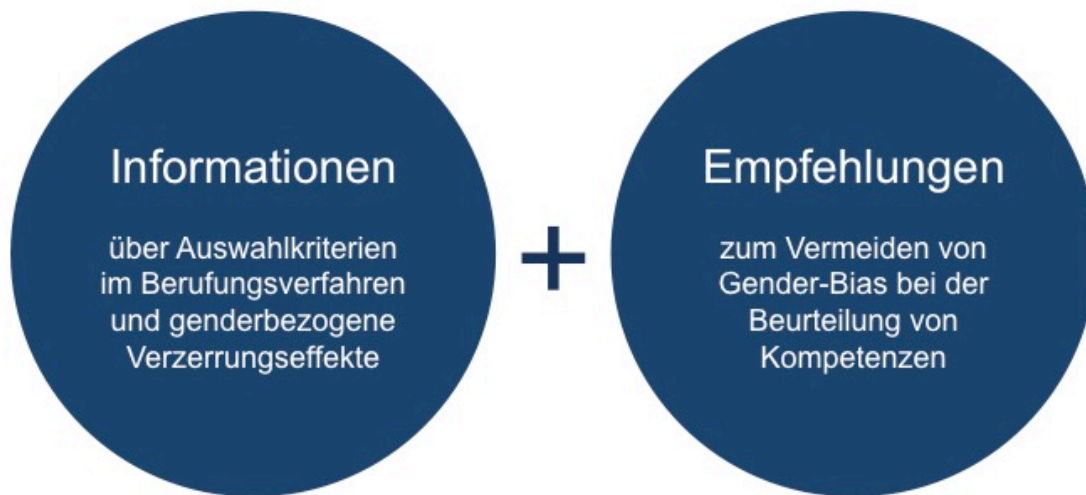 Informationen
über Auswahlkriterien
im Berufungsverfahren
und genderbezogene
Verzerrungseffekte
+
Empfehlungen
zum Vermeiden von
Gender-Bias bei der
Beurteilung von
Kompetenzen